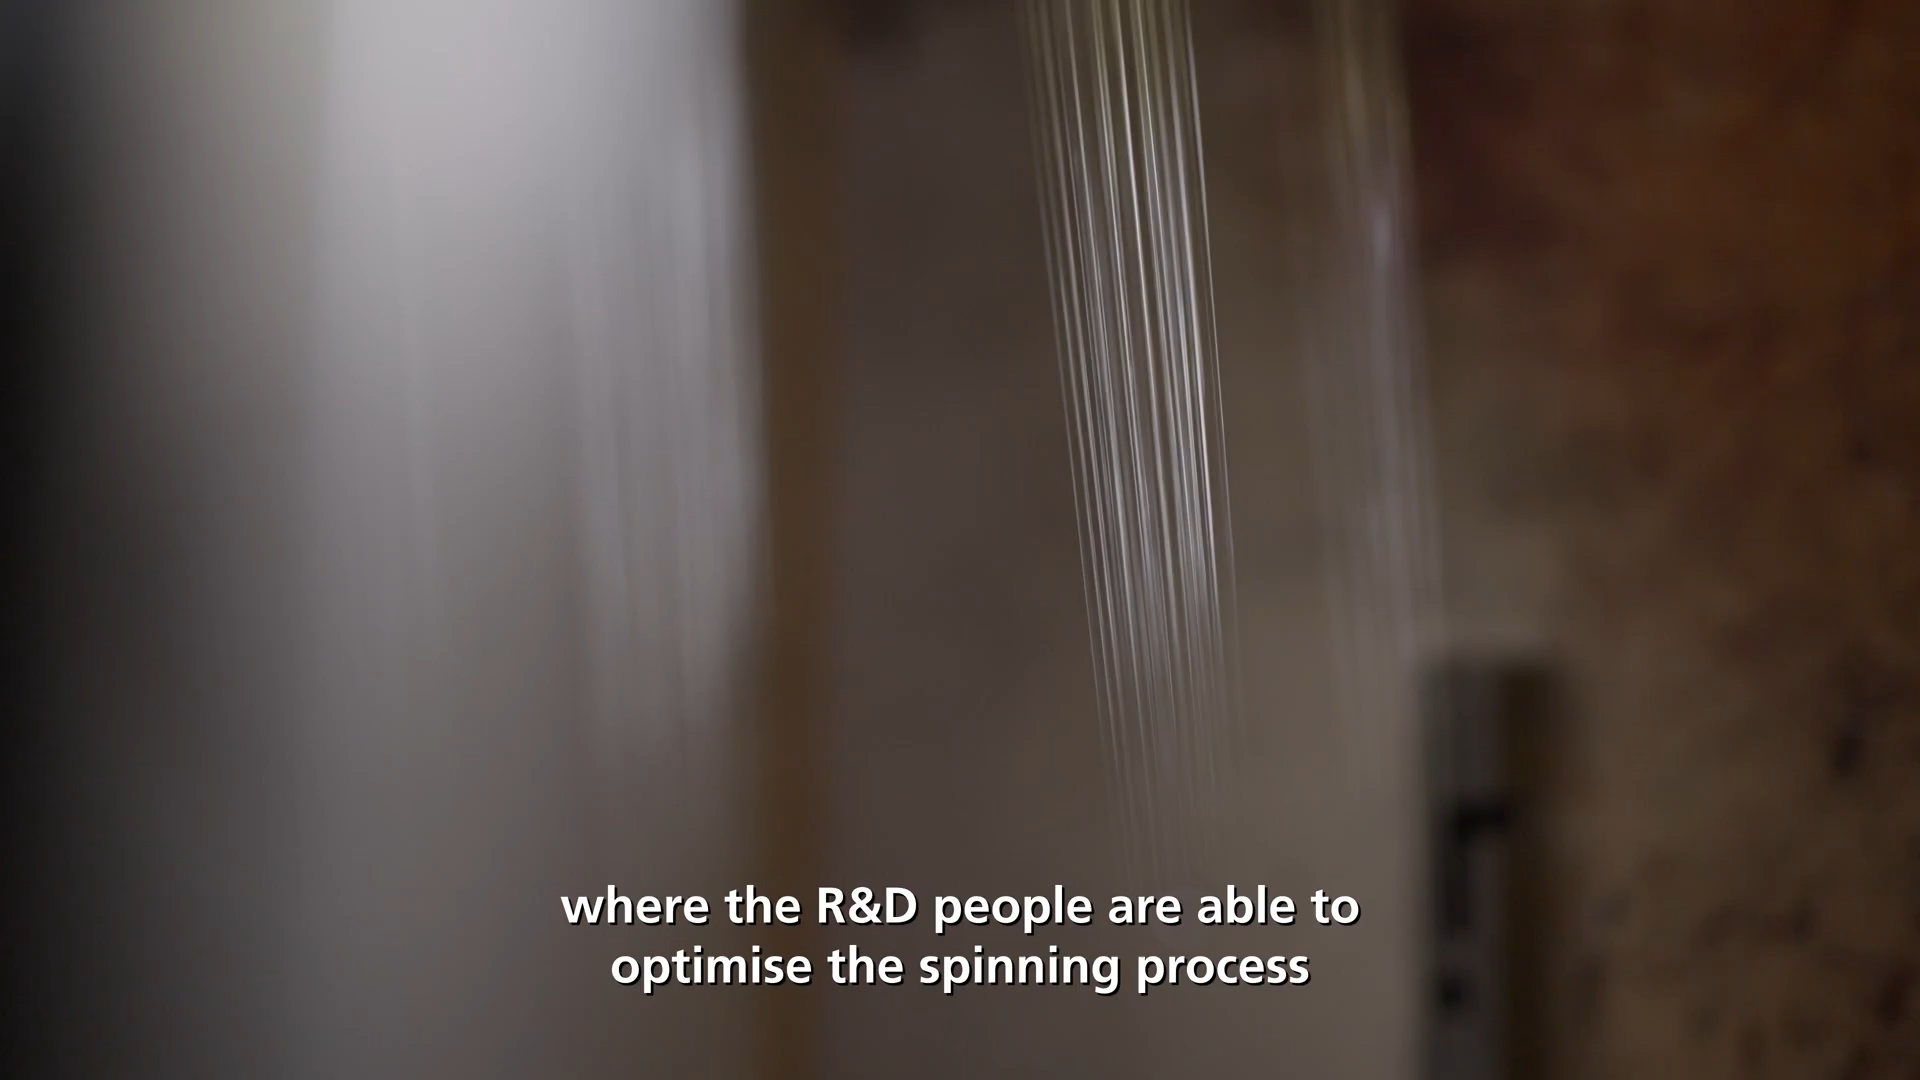 where the R&D people are able to
optimise the spinning process